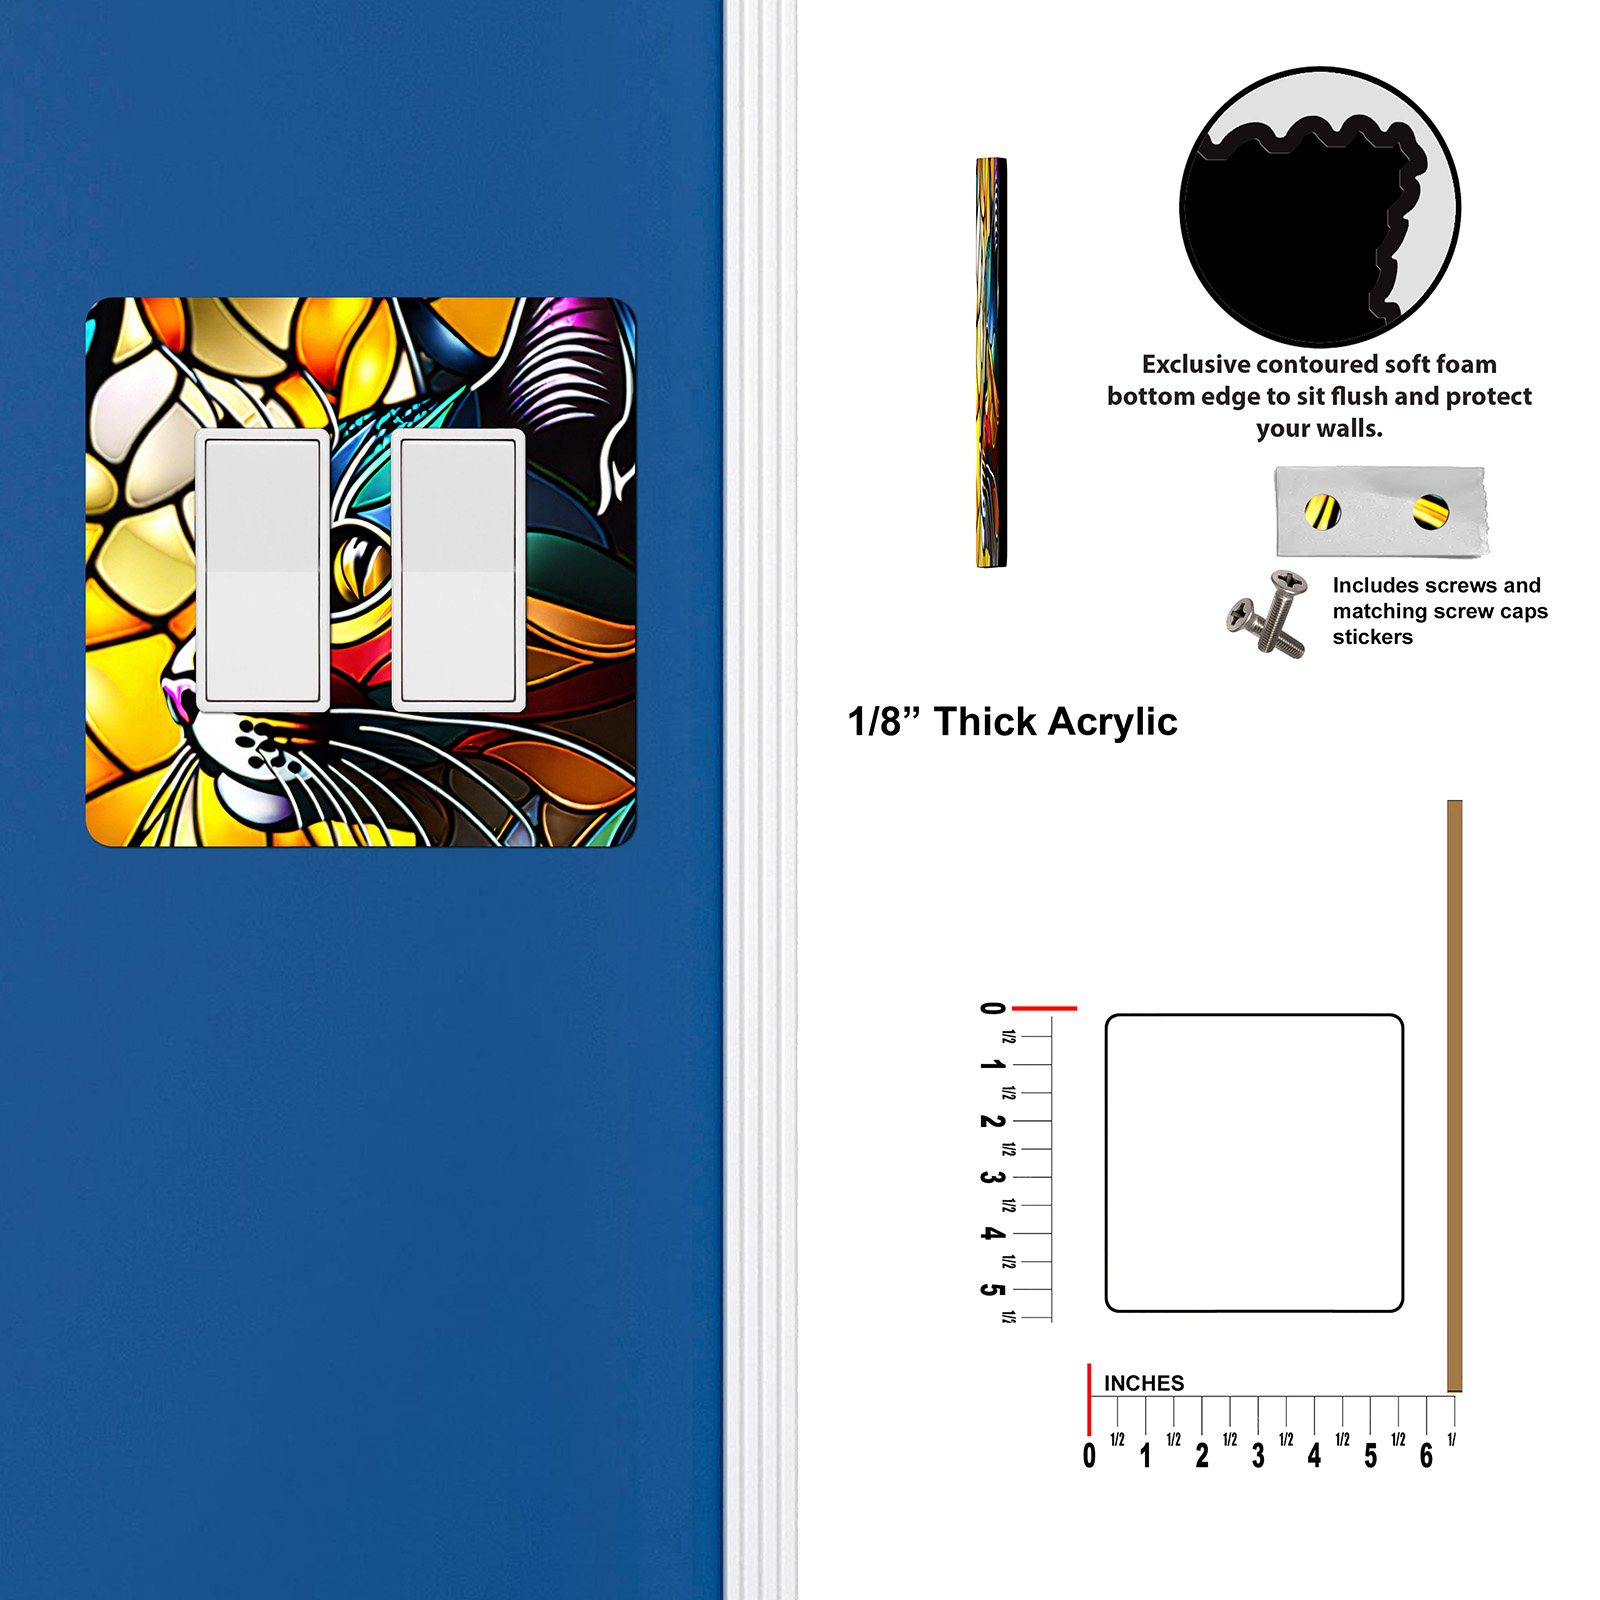 Exclusive contoured soft foam
bottom edge to sit flush and protect
your walls.
Includes screws and
matching screw caps
stickers
1/8” Thick Acrylic
0
1/2
1
1/2
2
1/2
3
1/2
4
1/2
5
1/2
INCHES
0 1/2 1 1/2 2 1/2 3 1/2 4 1/2 5 1/2 6 1/